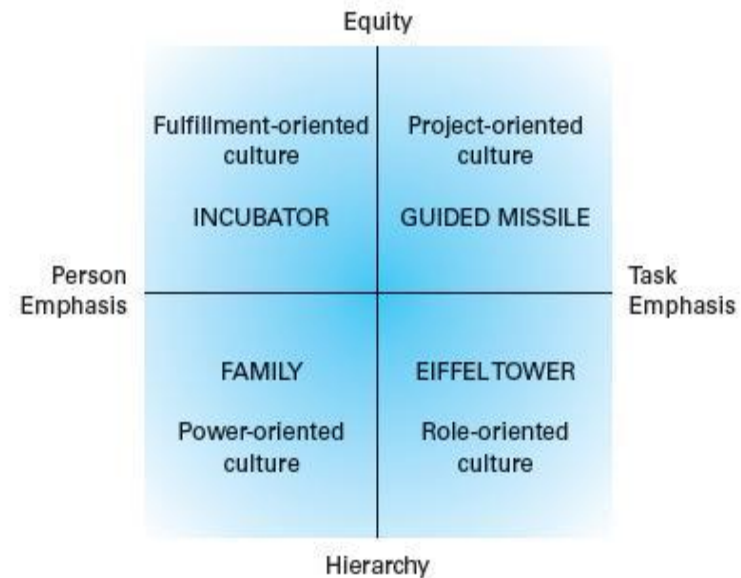 Equity
Fulfillment-oriented
culture
Project-oriented
culture
INCUBATOR
GUIDED MISSILE
Person
Emphasis
Task
Emphasis
FAMILY
EIFFEL TOWER
Power-oriented
culture
Role-oriented
culture
Hierarchy